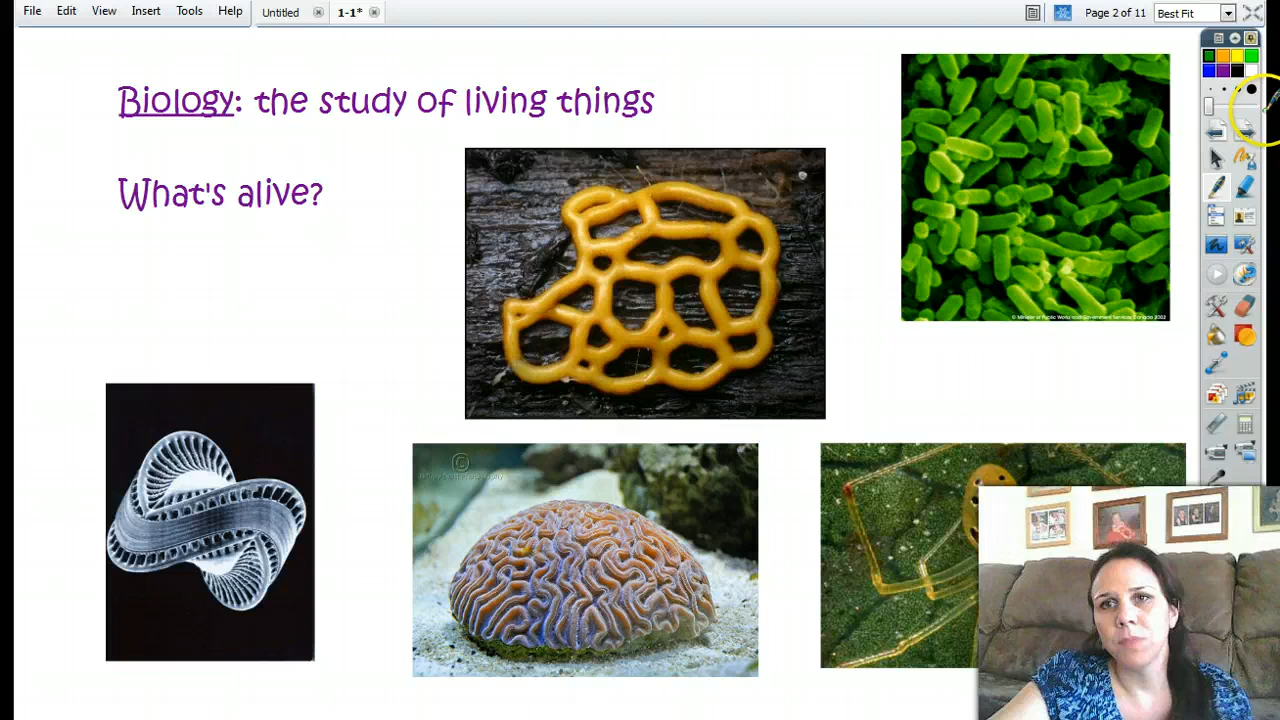 File Edit View Insert Tools Help Untitled 1-1* Page 2 of 11 Best Fit
Biology: the study of living things
What's alive?